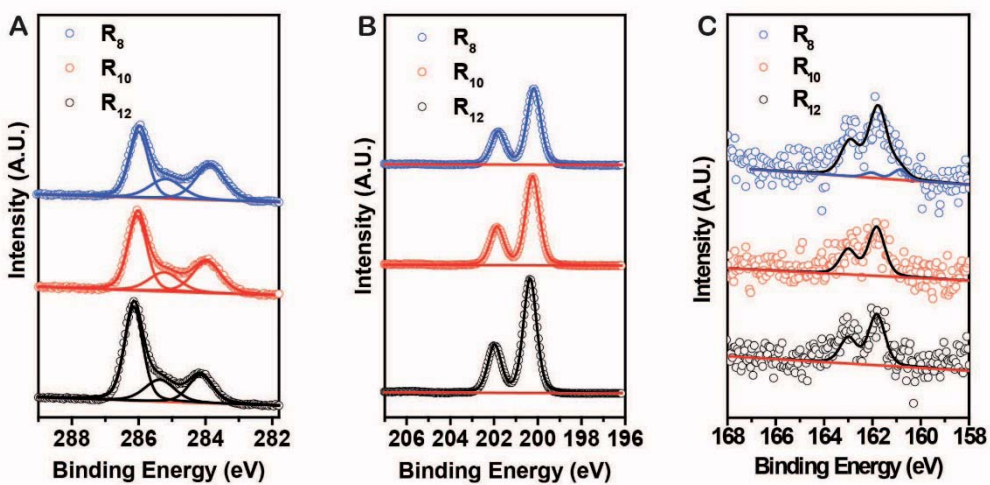 A
R8
R10
R12
Intensity (A.U.)
288 286 284 282
Binding Energy (eV)
B
R8
R10
R12
Intensity (A.U.)
206 204 202 200 198 196
Binding Energy (eV)
C
R8
R10
R12
Intensity (A.U.)
168 166 164 162 160 158
Binding Energy (eV)